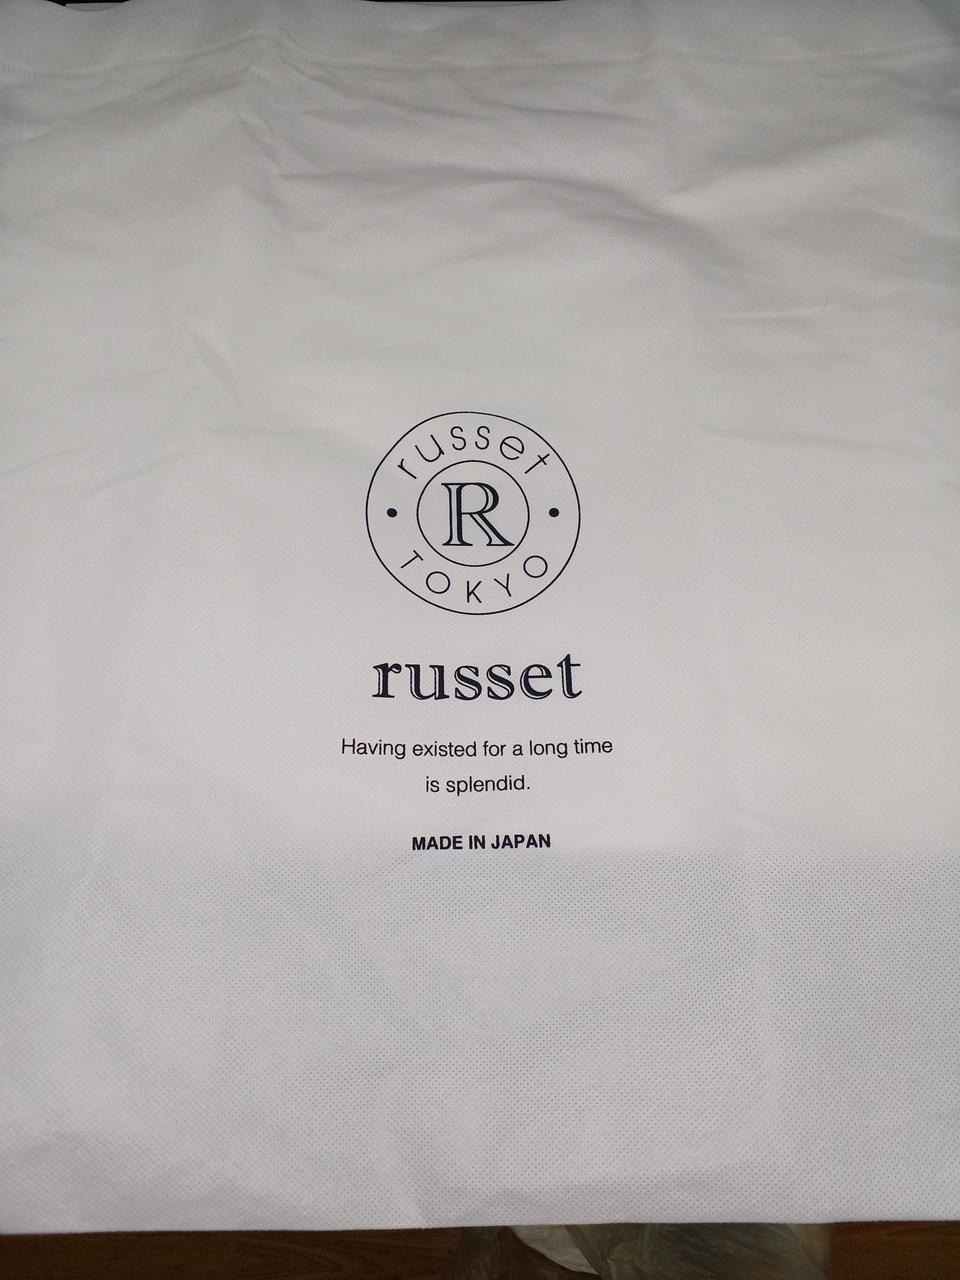 russet
R
TOKYO
russet
Having existed for a long time
is splendid.
MADE IN JAPAN